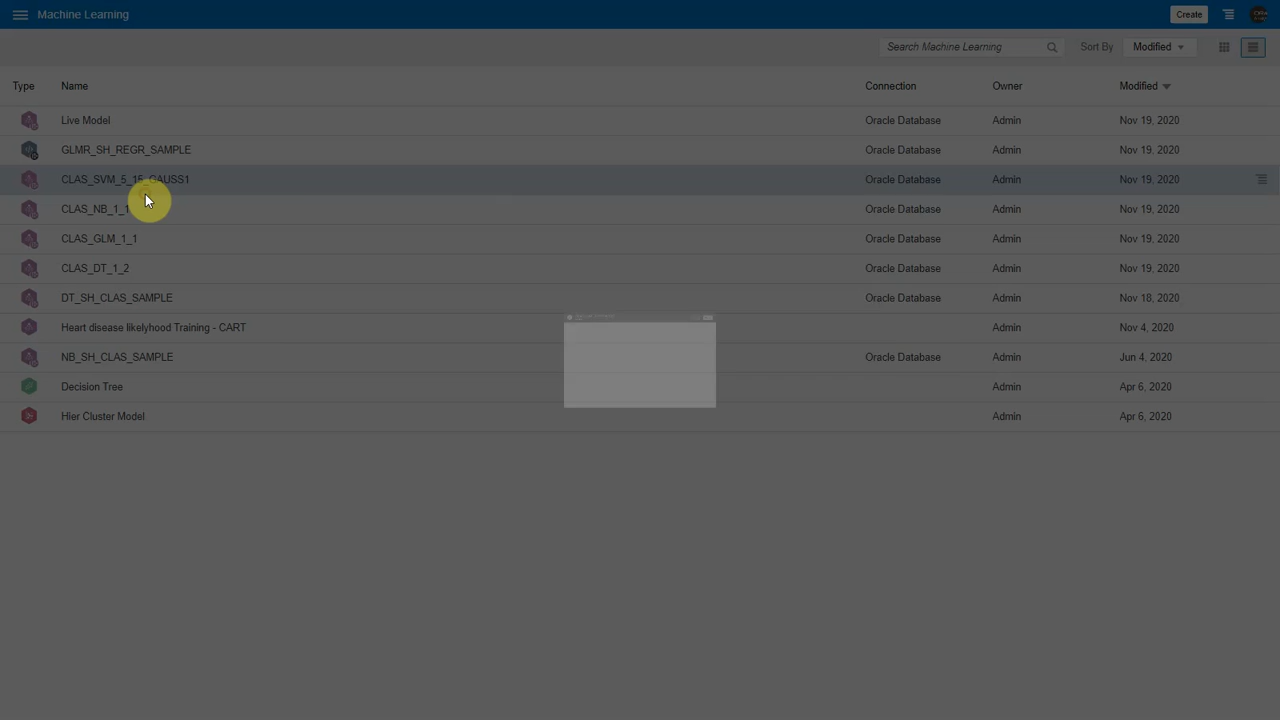 Machine Learning
Create
Search Machine Learning
Sort By
Modified
Type Name Connection Owner Modified
Live Model Oracle Database Admin Nov 19, 2020
GLMR_SH_REGR_SAMPLE Oracle Database Admin Nov 19, 2020
CLAS_SVM_5_15_GAUSS1 Oracle Database Admin Nov 19, 2020
CLAS_NB_1_1 Oracle Database Admin Nov 19, 2020
CLAS_GLM_1_1 Oracle Database Admin Nov 19, 2020
CLAS_DT_1_2 Oracle Database Admin Nov 19, 2020
DT_SH_CLAS_SAMPLE Oracle Database Admin Nov 18, 2020
Heart disease likelyhood Training - CART Admin Nov 4, 2020
NB_SH_CLAS_SAMPLE Oracle Database Admin Jun 4, 2020
Decision Tree Admin Apr 6, 2020
Hier Cluster Model Admin Apr 6, 2020